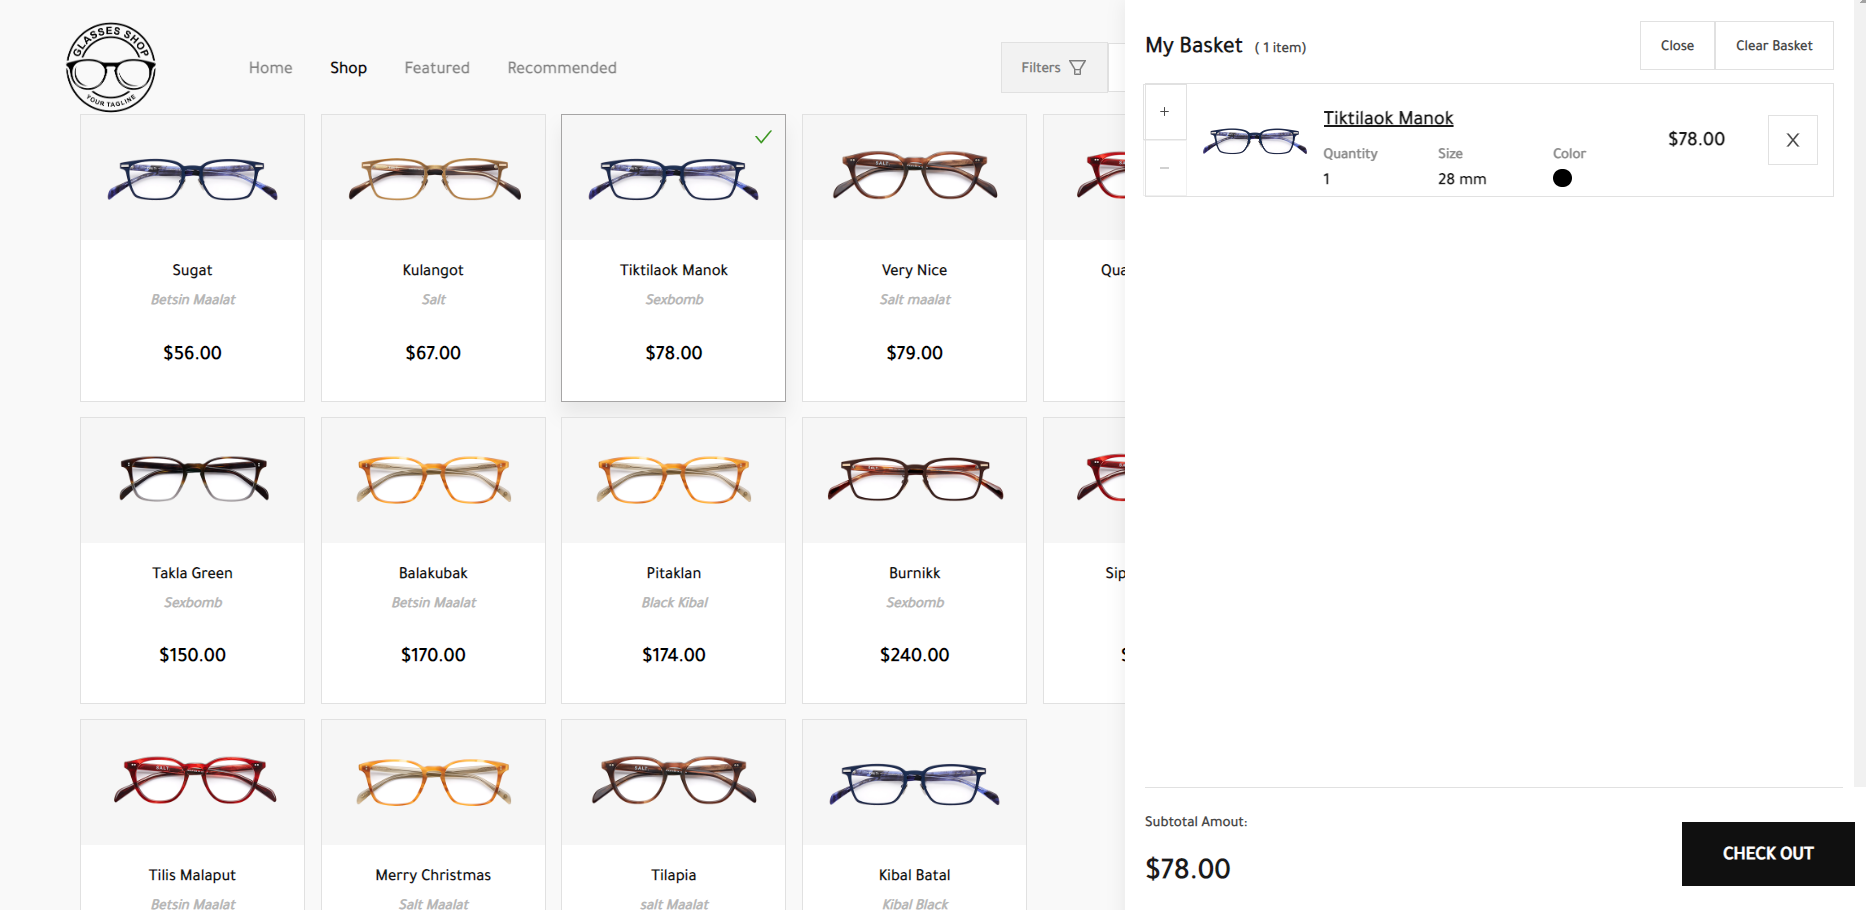 GLASSES SHOP
YOUR TAGLINE
Home
Shop
Featured
Recommended
Filters
Sugat
Betsin Maalat
$56.00
Kulangot
Salt
$67.00
Tiktilaok Manok
Sexbomb
$78.00
Very Nice
Salt maalat
$79.00
Qua
Takla Green
Sexbomb
$150.00
Balakubak
Betsin Maalat
$170.00
Pitaklan
Black Kibal
$174.00
Burnikk
Sexbomb
$240.00
Sip
Tilis Malaput
Betsin Maalat
Merry Christmas
Salt Maalat
Tilapia
salt Maalat
Kibal Batal
Kibal Black
My Basket ( 1 item)
Close
Clear Basket
+
−
Tiktilaok Manok
Quantity Size Color
1 28 mm
$78.00
X
Subtotal Amout:
$78.00
CHECK OUT